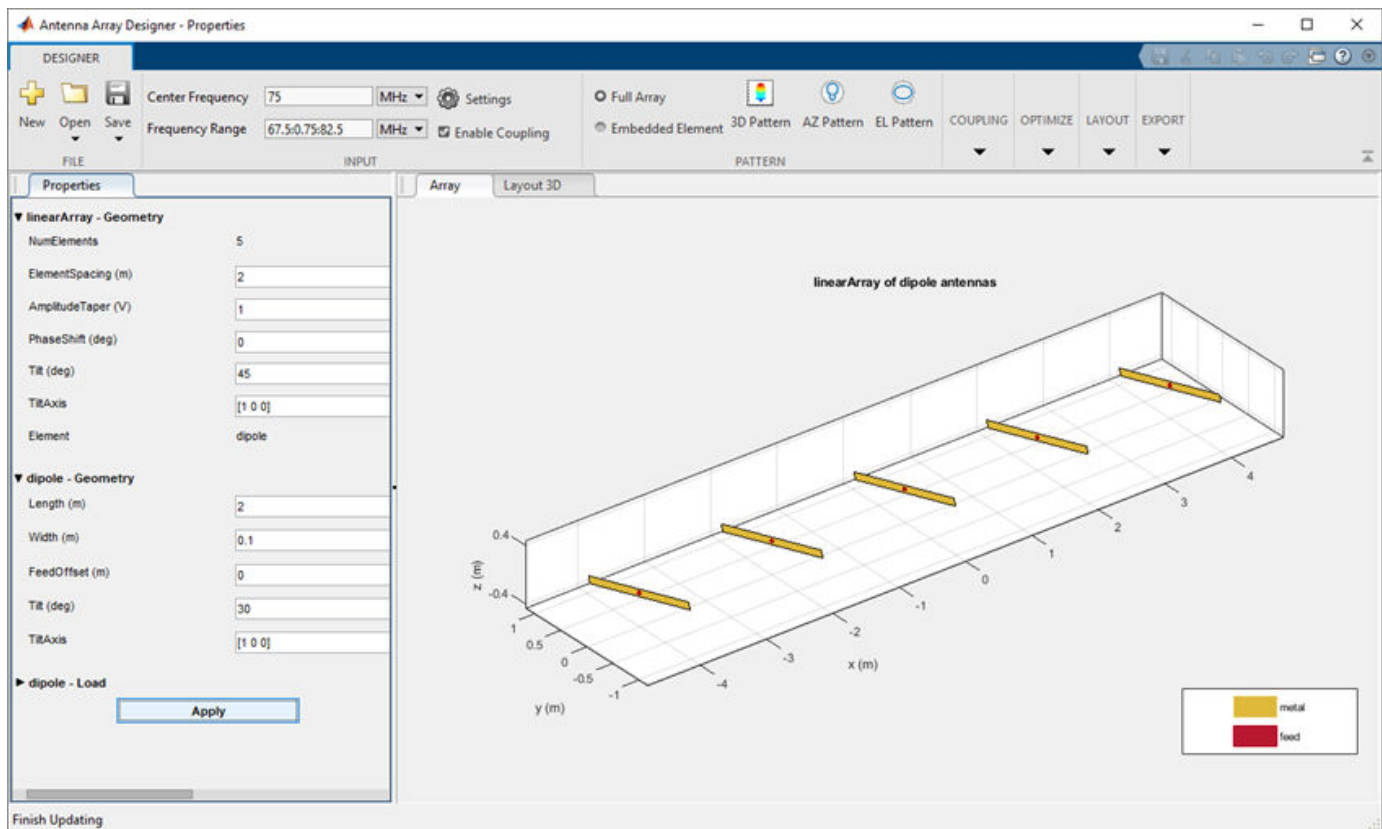 Antenna Array Designer - Properties
DESIGNER
New Open Save
FILE
Center Frequency 75 MHz Settings
Frequency Range 67.5:0.75:82.5 MHz Enable Coupling
INPUT
Full Array
Embedded Element
3D Pattern AZ Pattern EL Pattern
PATTERN
COUPLING OPTIMIZE LAYOUT EXPORT
Properties
linearArray - Geometry
NumElements 5
ElementSpacing (m) 2
AmplitudeTaper (V) 1
PhaseShift (deg) 0
Tilt (deg) 45
TiltAxis [1 0 0]
Element dipole
dipole - Geometry
Length (m) 2
Width (m) 0.1
FeedOffset (m) 0
Tilt (deg) 30
TiltAxis [1 0 0]
dipole - Load
Apply
Array Layout 3D
linearArray of dipole antennas
z (m)
0.4
-0.4
1
0.5
0
-0.5
-1
y (m)
-4
-3
-2
-1
0
1
2
3
4
x (m)
metal
feed
Finish Updating